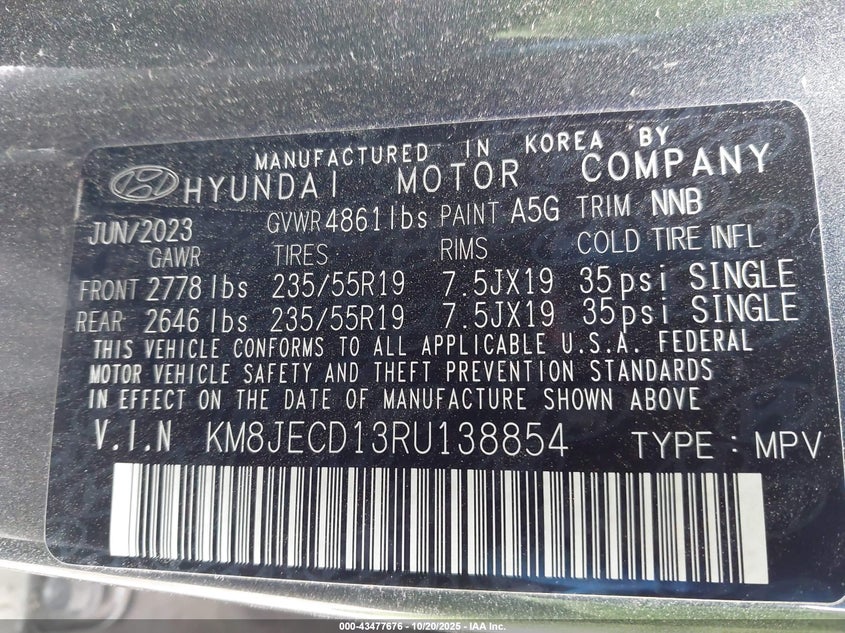 MANUFACTURED IN KOREA BY
HYUNDAI MOTOR COMPANY
JUN/2023 GVWR 4861 lbs PAINT A5G TRIM NNB
GAWR TIRES RIMS COLD TIRE INFL
FRONT 2778 lbs 235/55R19 7.5JX19 35psi SINGLE
REAR: 2646 lbs 235/55R19 7.5JX19 35psi SINGLE
THIS VEHICLE CONFORMS TO ALL APPLICABLE U.S.A. FEDERAL
MOTOR VEHICLE SAFETY AND THEFT PREVENTION STANDARDS
IN EFFECT ON THE DATE OF MANUFACTURE SHOWN ABOVE
V.I.N KM8JECD13RU138854 TYPE: MPV
000-43477676 - 10/20/2025 - IAA Inc.